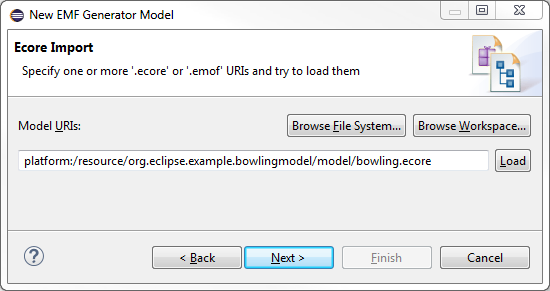 New EMF Generator Model
Ecore Import
Specify one or more '.ecore' or '.emof' URIs and try to load them
Model URIs:
Browse File System...
Browse Workspace...
platform:/resource/org.eclipse.example.bowlingmodel/model/bowling.ecore
Load
?
< Back
Next >
Finish
Cancel